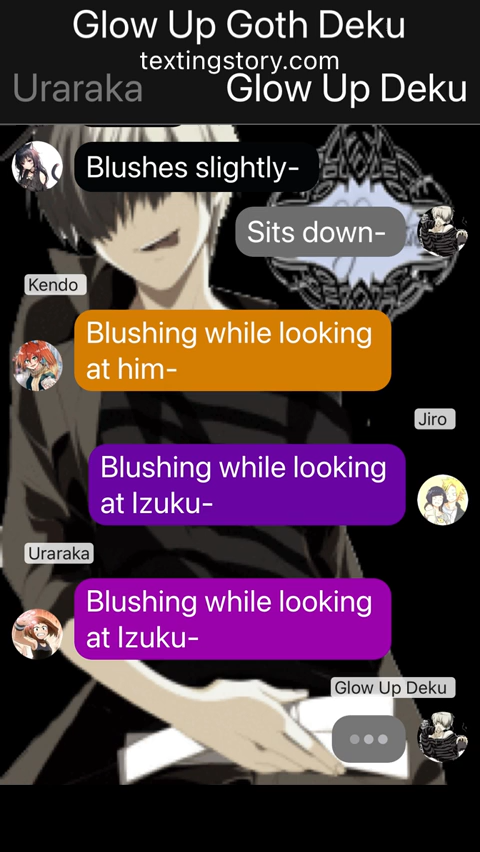 Glow Up Goth Deku
textingstory.com
Uraraka
Glow Up Deku
Blushes slightly-
Sits down-
Kendo
Blushing while looking
at him-
Jiro
Blushing while looking
at Izuku-
Uraraka
Blushing while looking
at Izuku-
Glow Up Deku